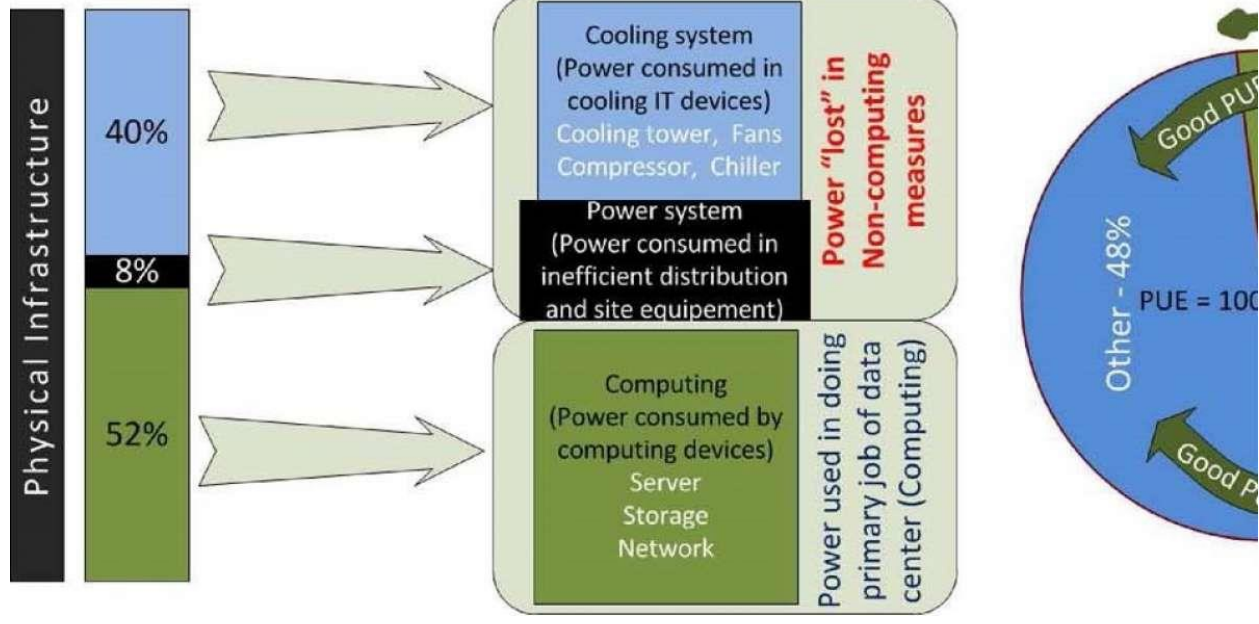 Physical Infrastructure
40%
8%
52%
Cooling system
(Power consumed in
cooling IT devices)
Cooling tower, Fans
Compressor, Chiller
Power system
(Power consumed in
inefficient distribution
and site equipement)
Power "lost" in
Non-computing
measures
Computing
(Power consumed by
computing devices)
Server
Storage
Network
Power used in doing
primary job of data
center (Computing)
Good PUE
Other - 48%
PUE = 100
Good